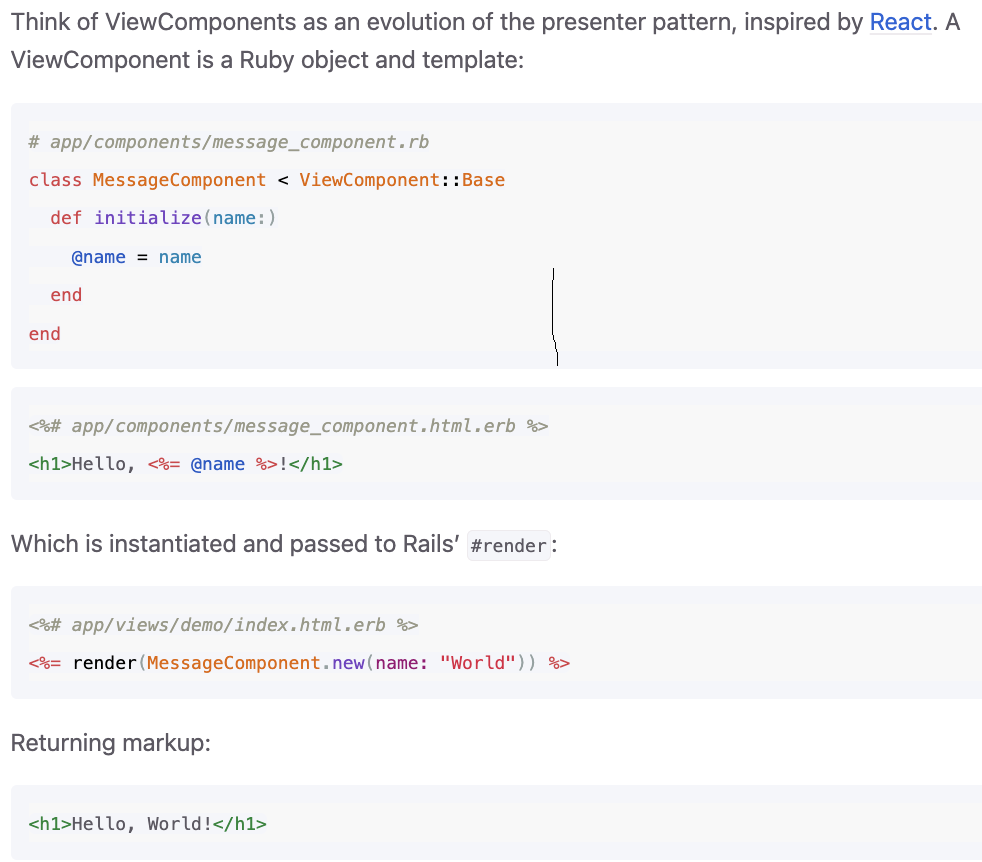 Think of ViewComponents as an evolution of the presenter pattern, inspired by React. A
ViewComponent is a Ruby object and template:
# app/components/message_component.rb
class MessageComponent < ViewComponent::Base
  def initialize(name:)
    @name = name
  end
end
<%# app/components/message_component.html.erb %>
<h1>Hello, <%= @name %>!</h1>
Which is instantiated and passed to Rails’ #render:
<%# app/views/demo/index.html.erb %>
<%= render(MessageComponent.new(name: "World")) %>
Returning markup:
<h1>Hello, World!</h1>